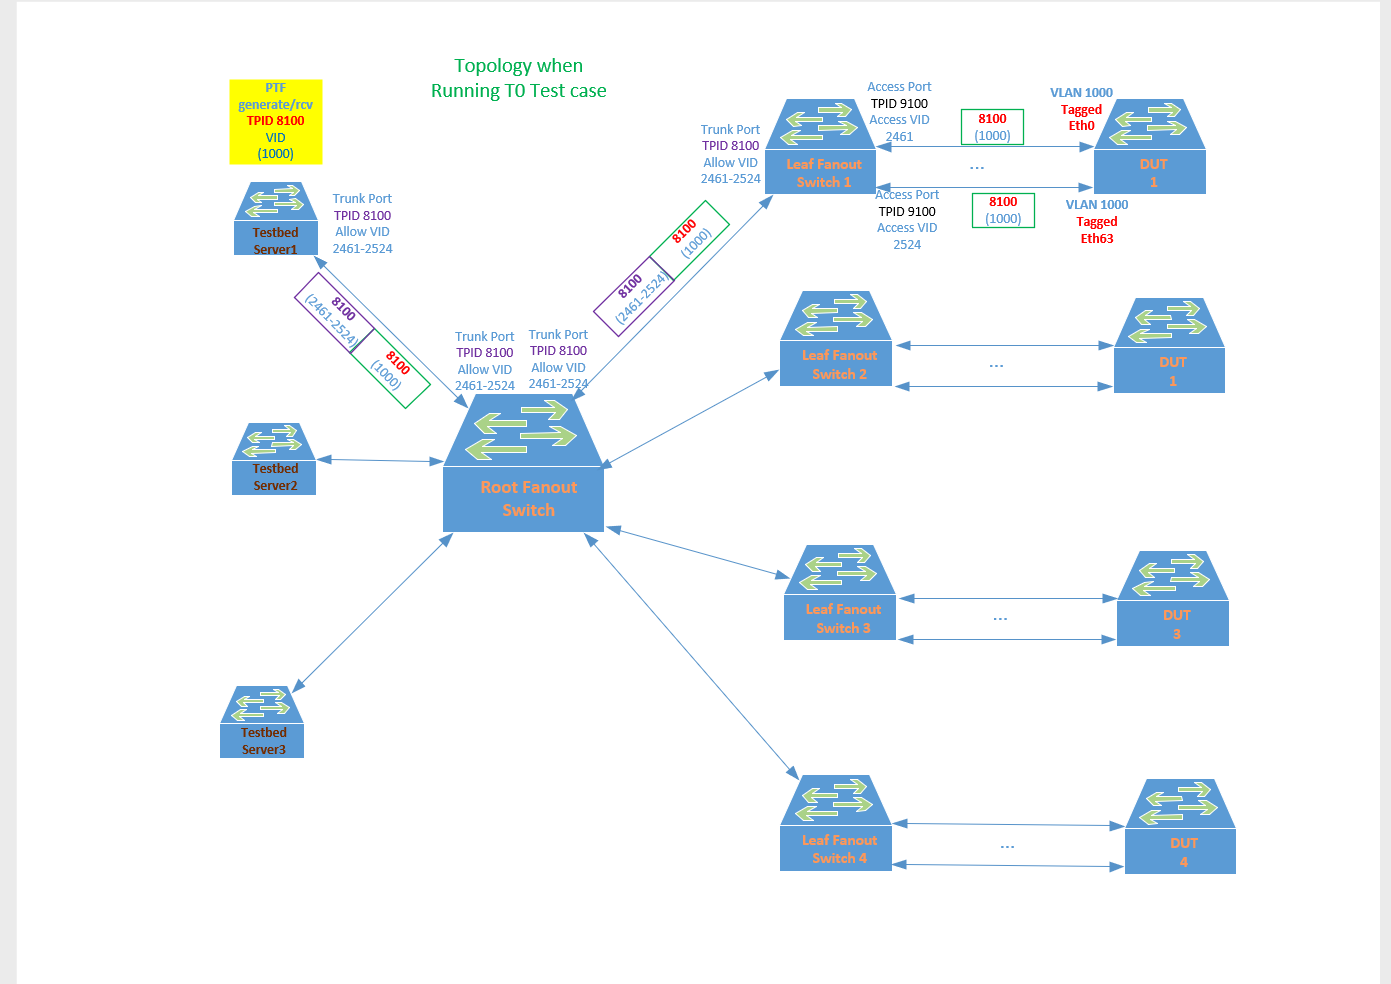 Topology when
Running T0 Test case
PTF
generate/rcv
TPID 8100
VID
(1000)
Testbed
Server1
Trunk Port
TPID 8100
Allow VID
2461-2524
8100
(2461-2524)
8100
(1000)
Trunk Port
TPID 8100
Allow VID
2461-2524
Trunk Port
TPID 8100
Allow VID
2461-2524
Root Fanout
Switch
8100
(2461-2524)
8100
(1000)
Trunk Port
TPID 8100
Allow VID
2461-2524
Leaf Fanout
Switch 1
Access Port
TPID 9100
Access VID
2461
8100
(1000)
...
Access Port
TPID 9100
Access VID
2524
8100
(1000)
VLAN 1000
Tagged
Eth0
DUT
1
VLAN 1000
Tagged
Eth63
Leaf Fanout
Switch 2
...
DUT
1
Testbed
Server2
Leaf Fanout
Switch 3
...
DUT
3
Testbed
Server3
Leaf Fanout
Switch 4
...
DUT
4